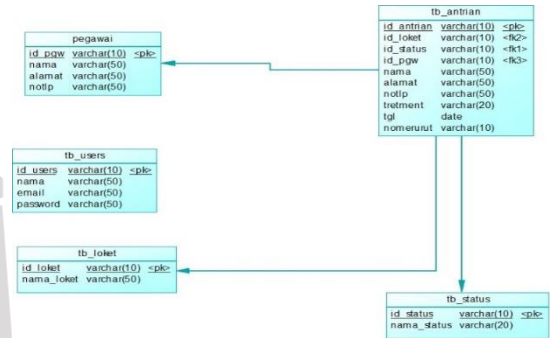 pegawai
id_pgw varchar(10) <pk>
nama varchar(50)
alamat varchar(50)
notlp varchar(50)
tb_antrian
id_antrian varchar(10) <pk>
id_loket varchar(10) <fk2>
id_status varchar(10) <fk1>
id_pgw varchar(10) <fk3>
nama varchar(50)
alamat varchar(50)
notlp varchar(50)
tretment varchar(20)
tgl date
nomerurut varchar(10)
tb_users
id_users varchar(10) <pk>
nama varchar(50)
email varchar(50)
password varchar(50)
tb_loket
id_loket varchar(10) <pk>
nama_loket varchar(50)
tb_status
id_status varchar(10) <pk>
nama_status varchar(20)